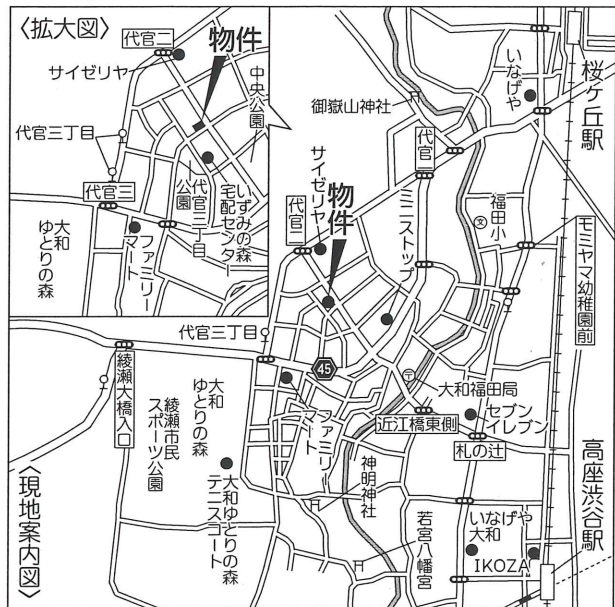 〈拡大図〉
代官二
サイゼリヤ
物件
中央公園
代官三丁目
代官三
代官三丁目公園
いずみの森
宅配センター
大和
ゆとりの森
ファミリー
マート
御嶽山神社
いなげや
桜ヶ丘駅
代官
サイゼリヤ
物件
代官二
ミニストップ
福田小
文
モミヤマ幼稚園前
代官三丁目
45
綾瀬大橋入口
大和
ゆとりの森
綾瀬市民
スポーツ公園
ファミリー
マート
〒
大和福田局
セブン
イレブン
近江橋東側
札の辻
高座渋谷駅
大和ゆとりの森
テニスコート
神明神社
若宮八幡宮
いなげや
大和
IKOZA
〈現地案内図〉